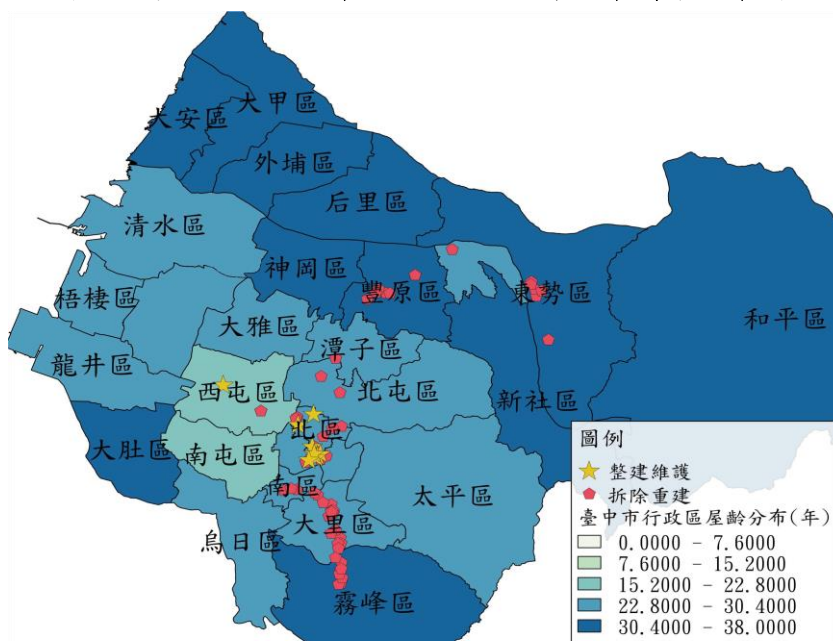 大甲區
大安區
外埔區
后里區
清水區
神岡區
豐原區
東勢區
和平區
梧棲區
大雅區
潭子區
龍井區
西屯區
北屯區
新社區
北區
大肚區
南屯區
南區
太平區
大里區
烏日區
霧峰區
圖例
整建維護
拆除重建
臺中市行政區屋齡分布(年)
0.0000 - 7.6000
7.6000 - 15.2000
15.2000 - 22.8000
22.8000 - 30.4000
30.4000 - 38.0000